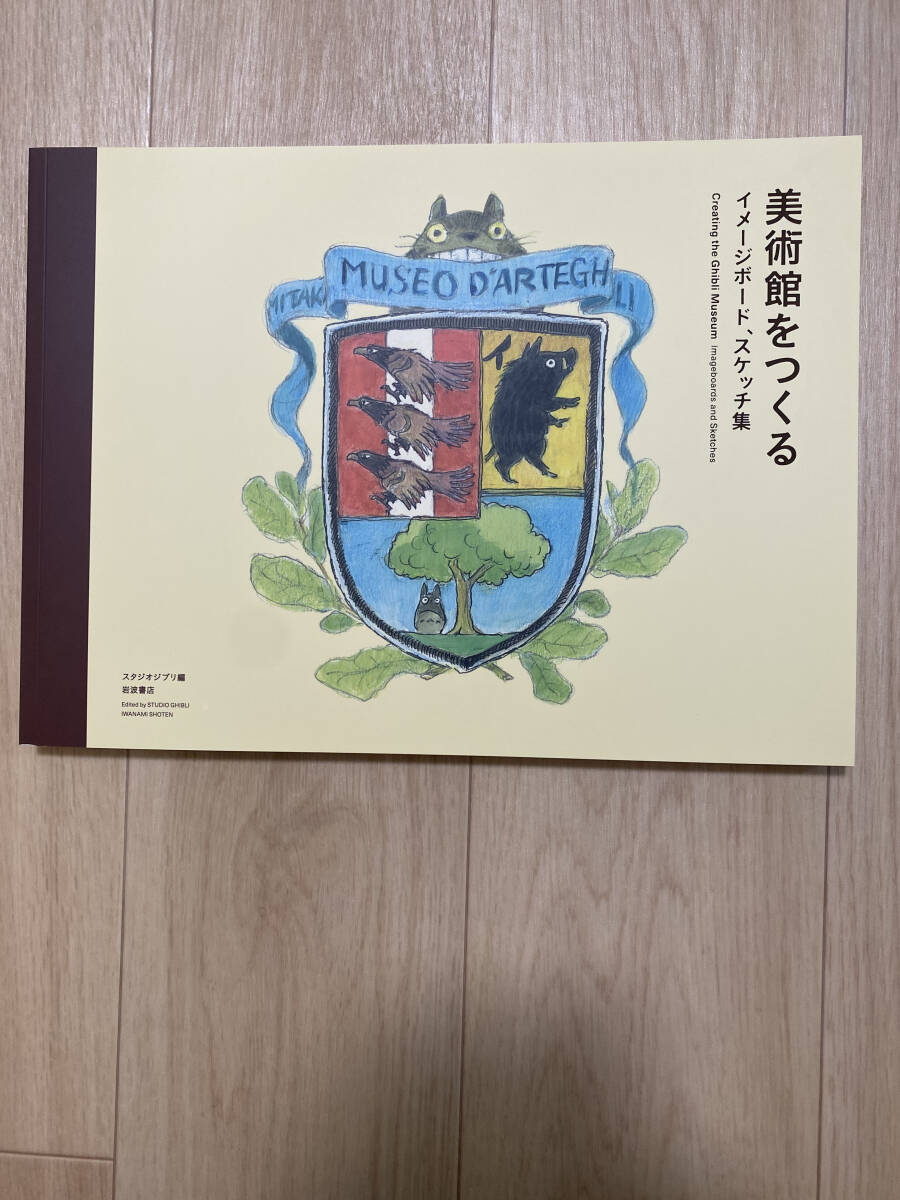 美術館をつくる
イメージボード、スケッチ集
Creating the Ghibli Museum Imageboards and Sketches
MITAKA MUSEO D'ARTEGHLI
イ
スタジオジブリ編
岩波書店
Edited by STUDIO GHIBLI
IWANAMI SHOTEN